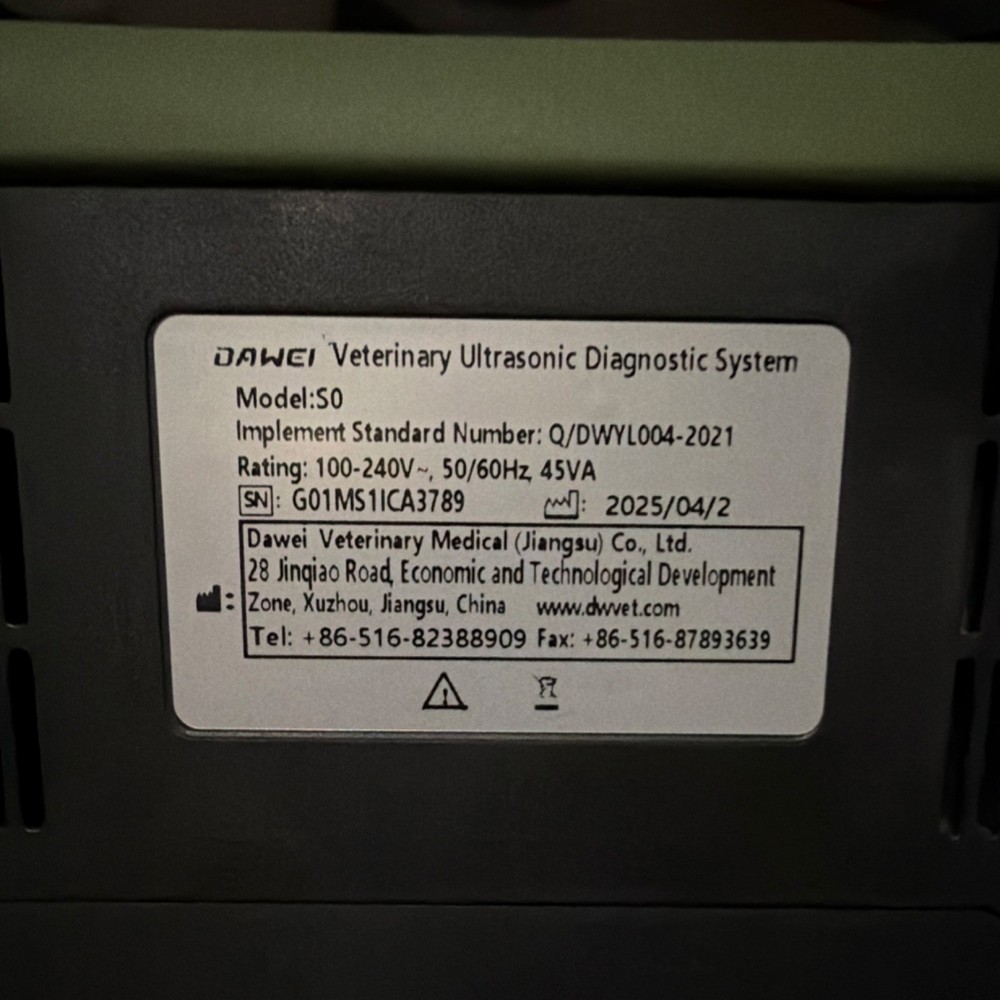 DAWEI Veterinary Ultrasonic Diagnostic System
Model:S0
Implement Standard Number: Q/DWYL004-2021
Rating: 100-240V~, 50/60Hz, 45VA
SN: G01MS1ICA3789 : 2025/04/2
Dawei Veterinary Medical (Jiangsu) Co., Ltd.
28 Jinqiao Road, Economic and Technological Development
Zone, Xuzhou, Jiangsu, China www.dwvet.com
Tel: +86-516-82388909 Fax: +86-516-87893639